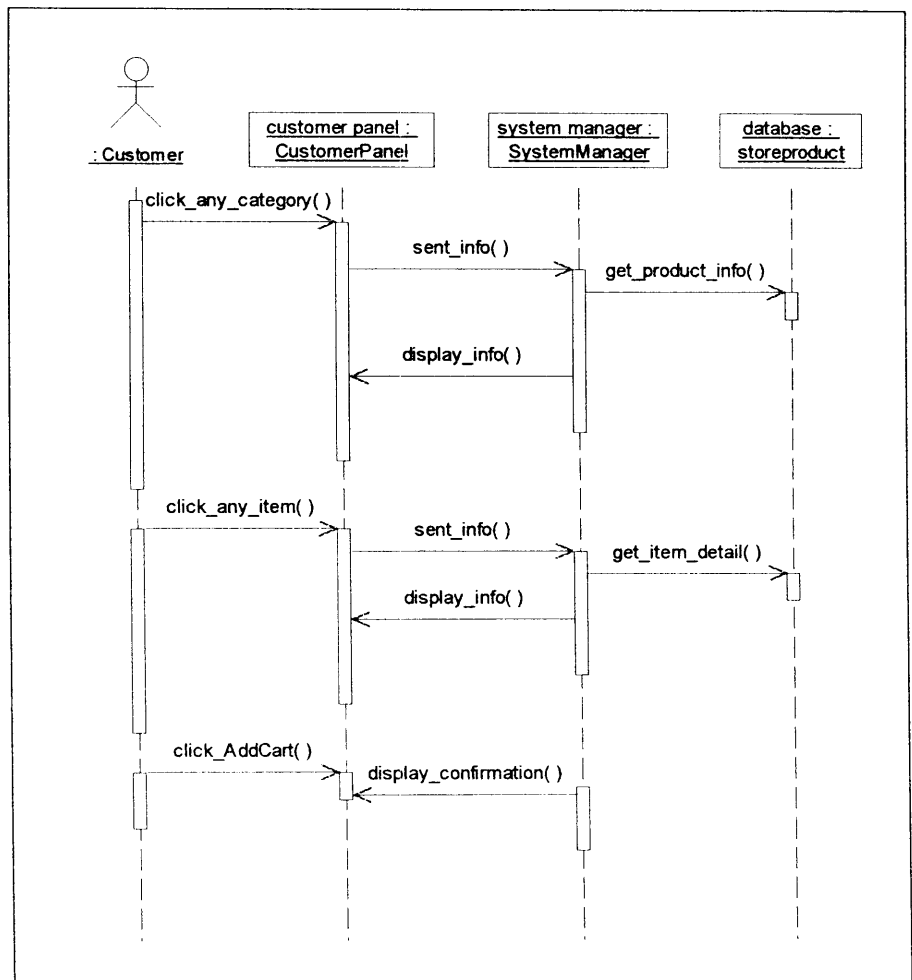 : Customer
customer panel :
CustomerPanel
system manager :
SystemManager
database :
storeproduct
click_any_category( )
sent_info( )
get_product_info( )
display_info( )
click_any_item( )
sent_info( )
get_item_detail( )
display_info( )
click_AddCart( )
display_confirmation( )